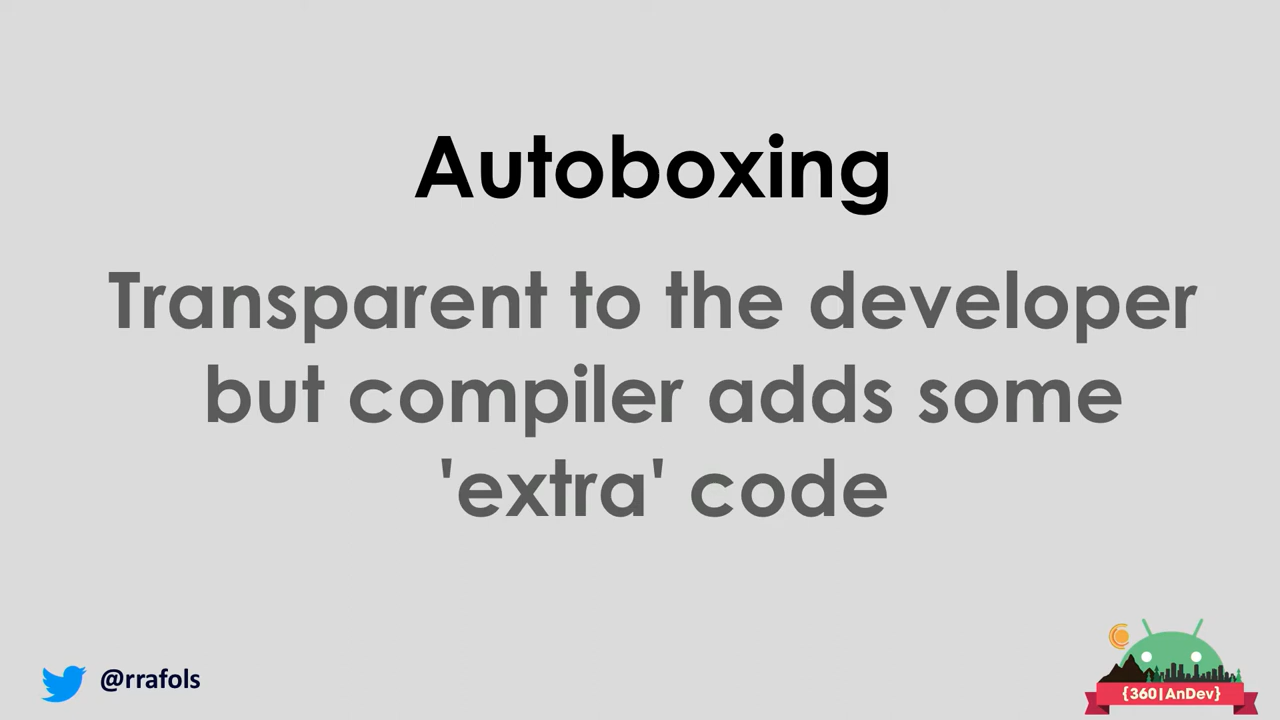 Autoboxing
Transparent to the developer
but compiler adds some
'extra' code
@rrafols
{360|AnDev}